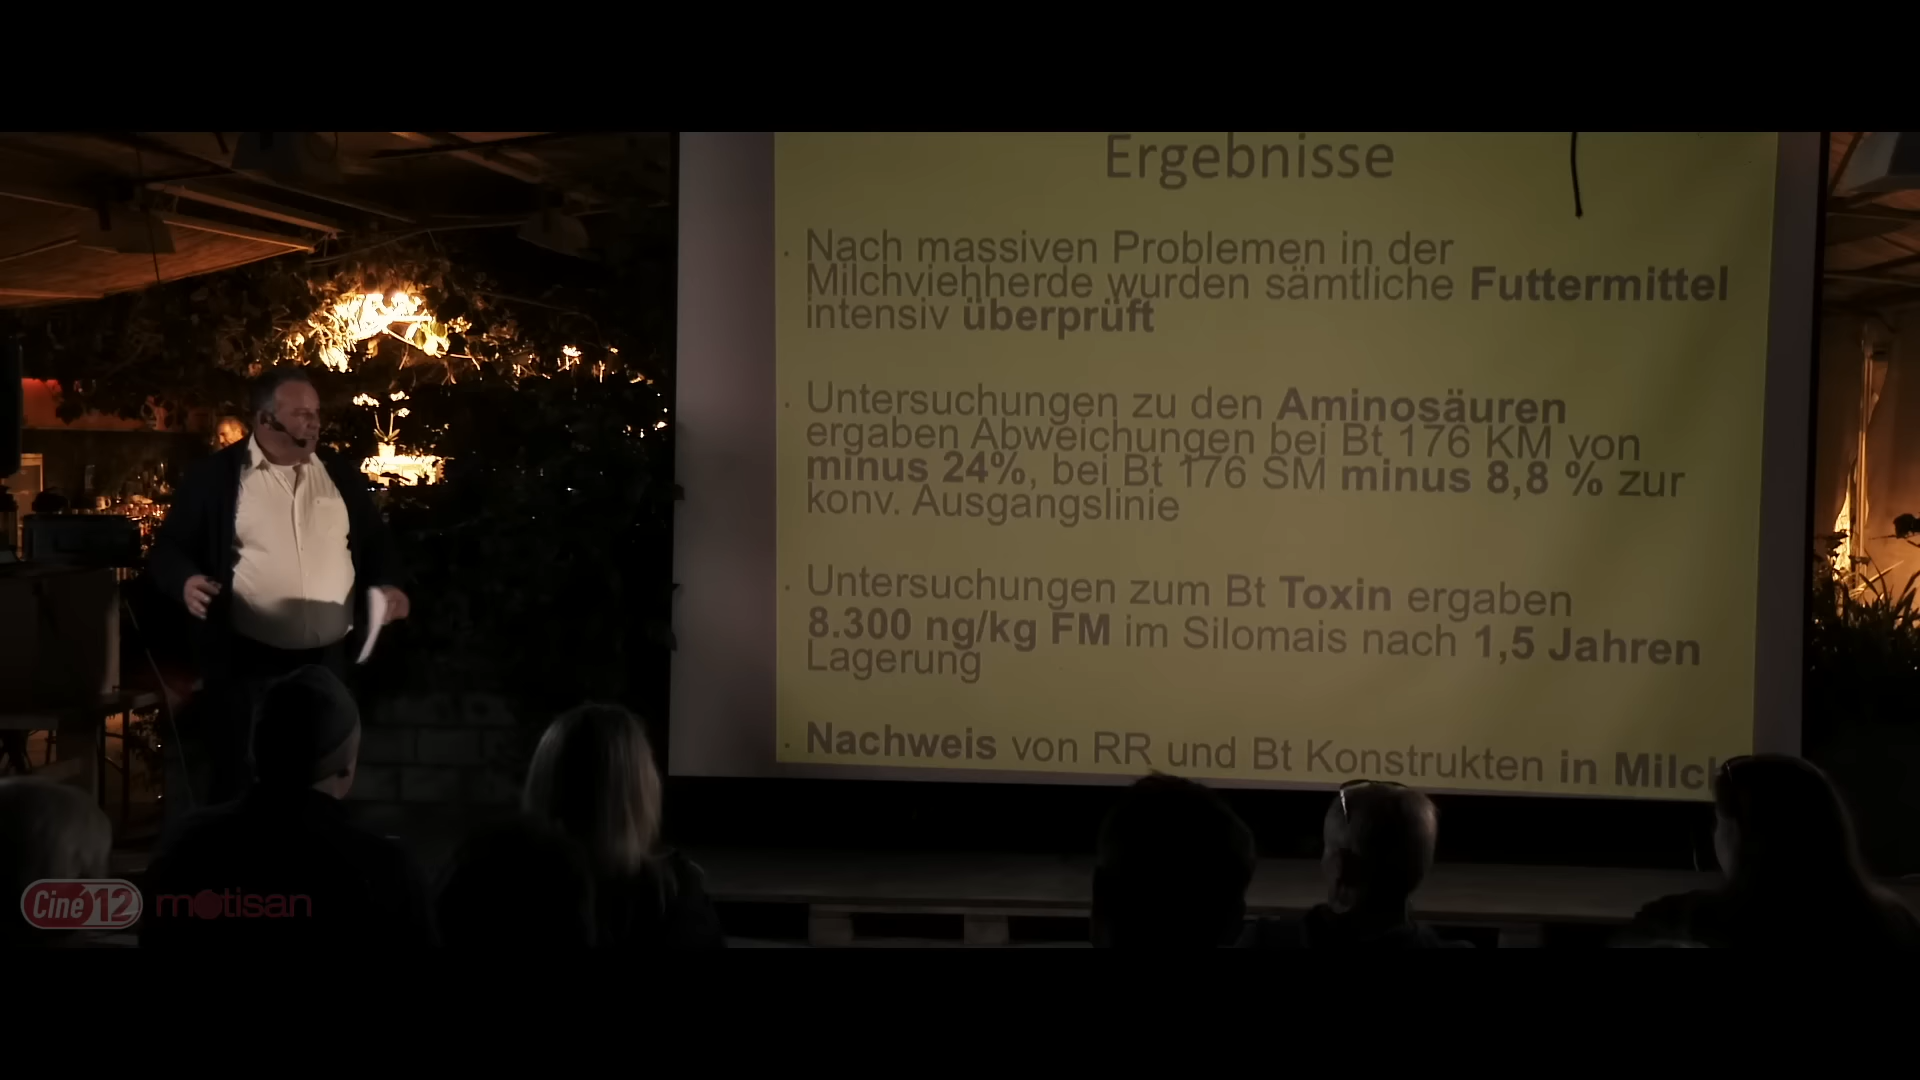 Ergebnisse
. Nach massiven Problemen in der
Milchviehherde wurden sämtliche Futtermittel
intensiv überprüft
. Untersuchungen zu den Aminosäuren
ergaben Abweichungen bei Bt 176 KM von
minus 24%, bei Bt 176 SM minus 8,8 % zur
konv. Ausgangslinie
. Untersuchungen zum Bt Toxin ergaben
8.300 ng/kg FM im Silomais nach 1,5 Jahren
Lagerung
. Nachweis von RR und Bt Konstrukten in Milch
Ciné 12 motisan